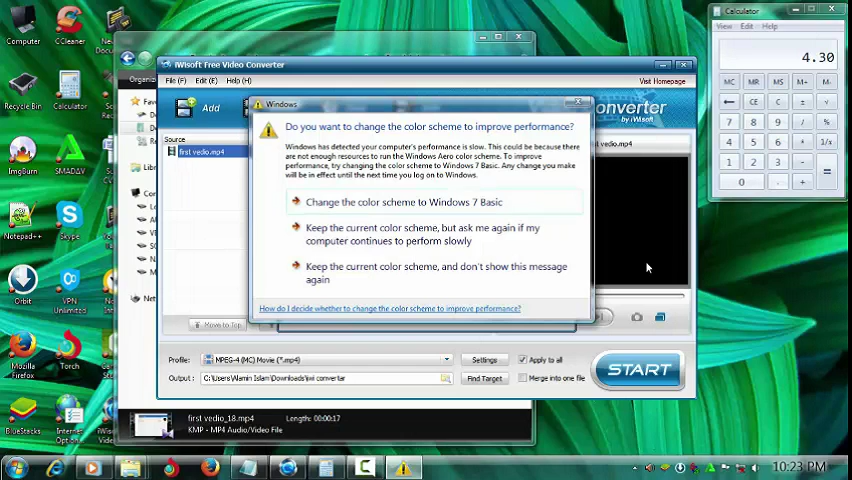 Computer
CCleaner
Recycle Bin
Calculator
ImgBurn
SMADΔV
Notepad++
Skype
Orbit
VPN
Unlimited
Mozilla
Firefox
Torch
BlueStacks
Internet
Option...
Organiz
iWisoft Free Video Converter
File (F)
Edit (E)
Help (H)
Visit Homepage
Add
Converter
by iWisoft
Source
first vedio.mp4
Windows
Do you want to change the color scheme to improve performance?
Windows has detected your computer's performance is slow. This could be because there
are not enough resources to run the Windows Aero color scheme. To improve
performance, try changing the color scheme to Windows 7 Basic. Any change you make
will be in effect until the next time you log on to Windows.
Change the color scheme to Windows 7 Basic
Keep the current color scheme, but ask me again if my
computer continues to perform slowly
Keep the current color scheme, and don't show this message
again
How do I decide whether to change the color scheme to improve performance?
Move to Top
Profile:
MPEG-4 (MC) Movie (*.mp4)
Settings
Apply to all
Output :
C:\Users\Alamin Islam\Downloads\iwi convertar
Find Target
Merge into one file
START
first vedio_18.mp4
Length: 00:00:17
KMP - MP4 Audio/Video File
Calculator
View Edit Help
4.30
MC MR MS M+ M-
← CE C ± √
7 8 9 / %
4 5 6 * 1/x
1 2 3 - =
0 . +
10:23 PM